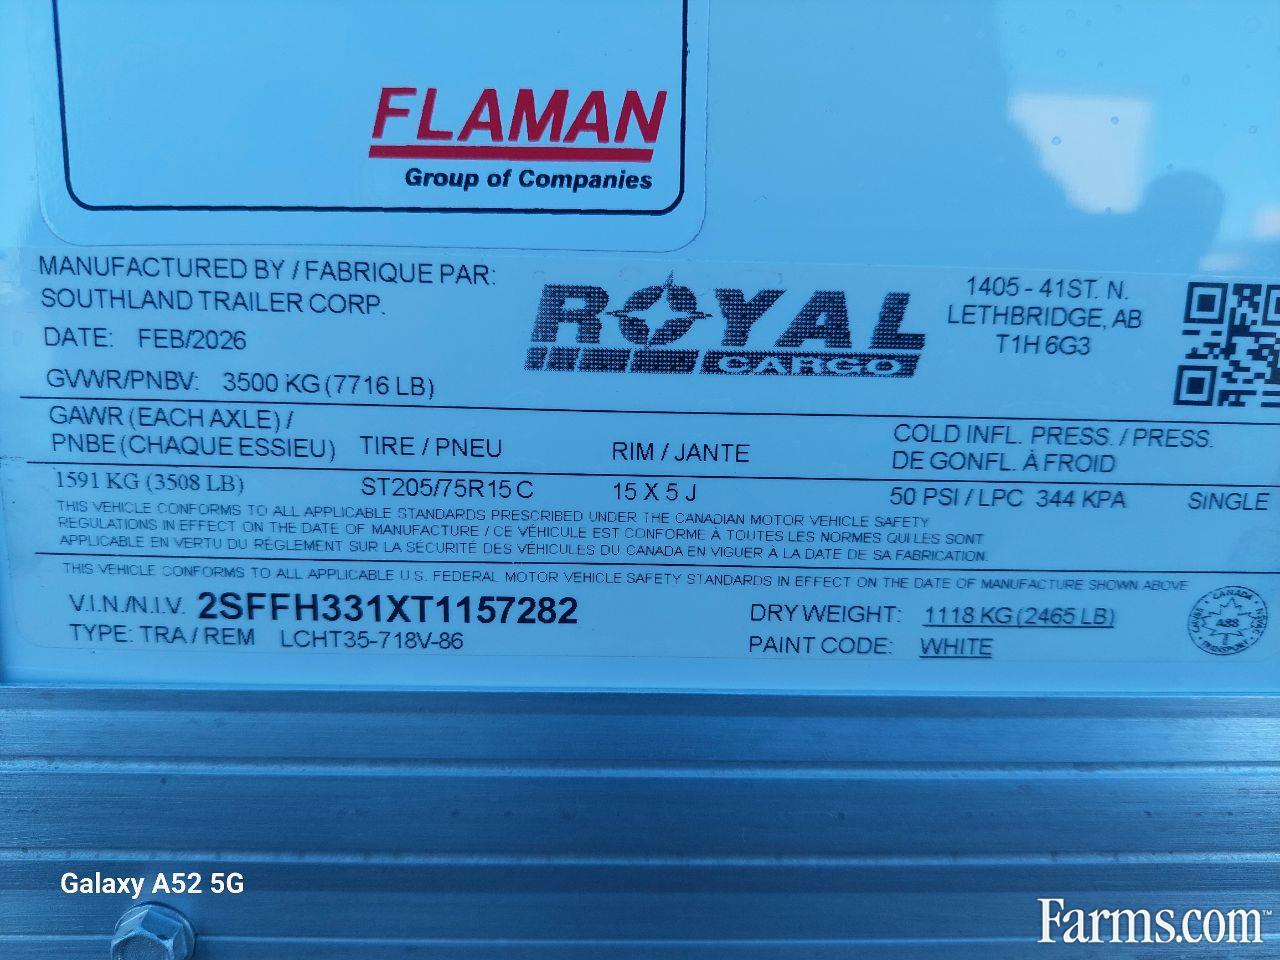 FLAMAN
Group of Companies
MANUFACTURED BY / FABRIQUE PAR:
SOUTHLAND TRAILER CORP.
DATE: FEB/2026
GVWR/PNBV: 3500 KG (7716 LB)
ROYAL
CARGO
1405 - 41ST. N.
LETHBRIDGE, AB
T1H 6G3
GAWR (EACH AXLE) /
PNBE (CHAQUE ESSIEU) TIRE / PNEU RIM / JANTE COLD INFL. PRESS. / PRESS.
DE GONFL. À FROID
1591 KG (3508 LB) ST205/75R15 C 15 X 5 J 50 PSI / LPC 344 KPA SINGLE
THIS VEHICLE CONFORMS TO ALL APPLICABLE STANDARDS PRESCRIBED UNDER THE CANADIAN MOTOR VEHICLE SAFETY
REGULATIONS IN EFFECT ON THE DATE OF MANUFACTURE / CE VÉHICULE EST CONFORME À TOUTES LES NORMES QUI LES SONT
APPLICABLE EN VERTU DU RÉGLEMENT SUR LA SÉCURITÉ DES VÉHICULES DU CANADA EN VIGUER À LA DATE DE SA FABRICATION.
THIS VEHICLE CONFORMS TO ALL APPLICABLE U.S. FEDERAL MOTOR VEHICLE SAFETY STANDARDS IN EFFECT ON THE DATE OF MANUFACTURE SHOWN ABOVE
V.I.N./N.I.V. 2SFFH331XT1157282 DRY WEIGHT: 1118 KG (2465 LB)
TYPE: TRA / REM LCHT35-718V-86 PAINT CODE: WHITE
CANADA
TRANSPORT
Galaxy A52 5G
Farms.com™